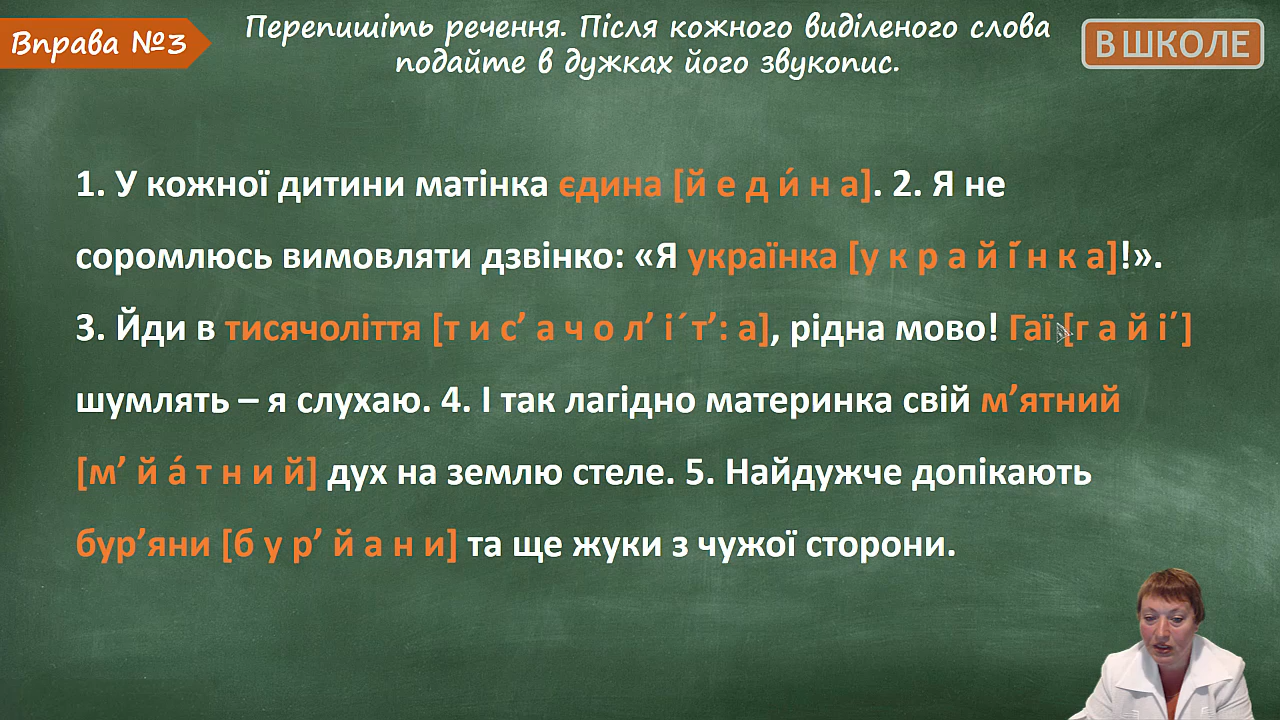 Вправа №3
Перепишіть речення. Після кожного виділеного слова
подайте в дужках його звукопис.
В ШКОЛЕ
1. У кожної дитини матінка єдина [й е д и́ н а]. 2. Я не
соромлюсь вимовляти дзвінко: «Я українка [у к р а й ї́ н к а]!».
3. Йди в тисячоліття [т и с’ а ч о л’ і´ т’: а], рідна мово! Гаї [г а й і´]
шумлять – я слухаю. 4. І так лагідно материнка свій м’ятний
[м’ й а́ т н и й] дух на землю стеле. 5. Найдужче допікають
бур’яни [б у р’ й а н и] та ще жуки з чужої сторони.